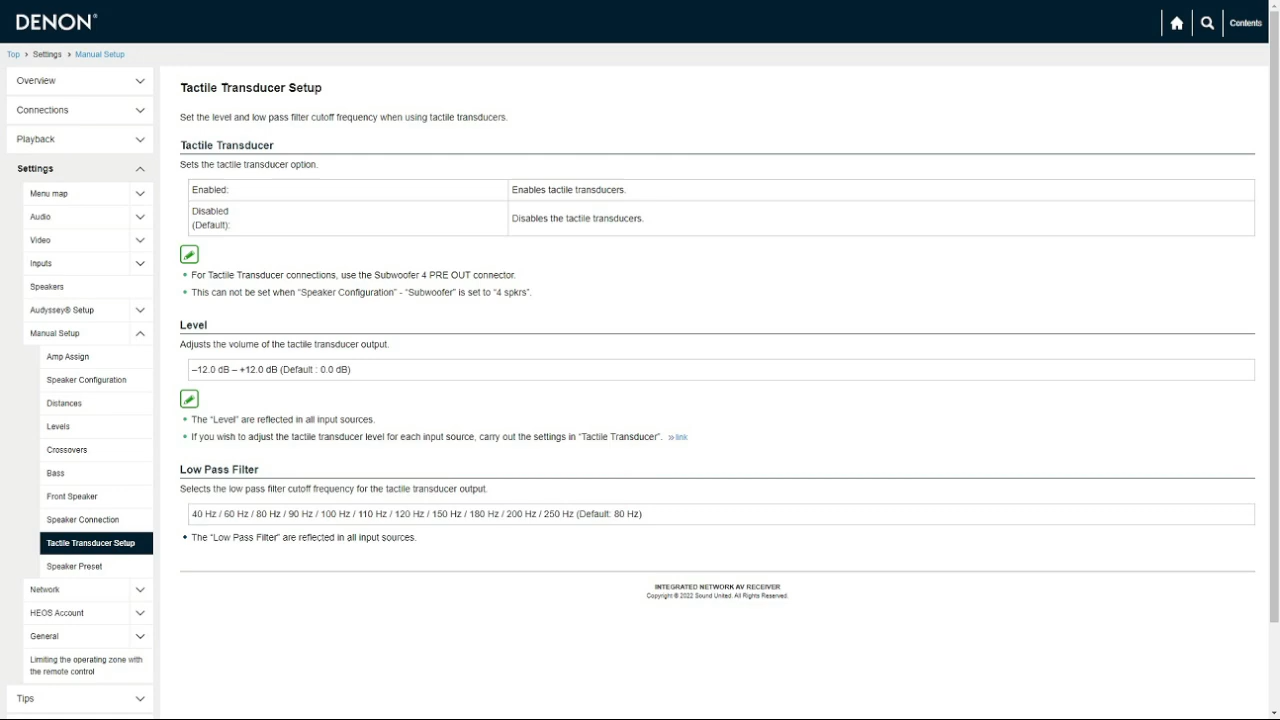 DENON®
Contents
Top > Settings > Manual Setup
Overview
Connections
Playback
Settings
Menu map
Audio
Video
Inputs
Speakers
Audyssey® Setup
Manual Setup
Amp Assign
Speaker Configuration
Distances
Levels
Crossovers
Bass
Front Speaker
Speaker Connection
Tactile Transducer Setup
Speaker Preset
Network
HEOS Account
General
Limiting the operating zone with
the remote control
Tips
Tactile Transducer Setup
Set the level and low pass filter cutoff frequency when using tactile transducers.
Tactile Transducer
Sets the tactile transducer option.
Enabled: Enables tactile transducers.
Disabled
(Default): Disables the tactile transducers.
• For Tactile Transducer connections, use the Subwoofer 4 PRE OUT connector.
• This can not be set when “Speaker Configuration” - “Subwoofer” is set to “4 spkrs”.
Level
Adjusts the volume of the tactile transducer output.
–12.0 dB – +12.0 dB (Default : 0.0 dB)
• The “Level” are reflected in all input sources.
• If you wish to adjust the tactile transducer level for each input source, carry out the settings in “Tactile Transducer”. »link
Low Pass Filter
Selects the low pass filter cutoff frequency for the tactile transducer output.
40 Hz / 60 Hz / 80 Hz / 90 Hz / 100 Hz / 110 Hz / 120 Hz / 150 Hz / 180 Hz / 200 Hz / 250 Hz (Default: 80 Hz)
• The “Low Pass Filter” are reflected in all input sources.
INTEGRATED NETWORK AV RECEIVER
Copyright © 2022 Sound United. All Rights Reserved.